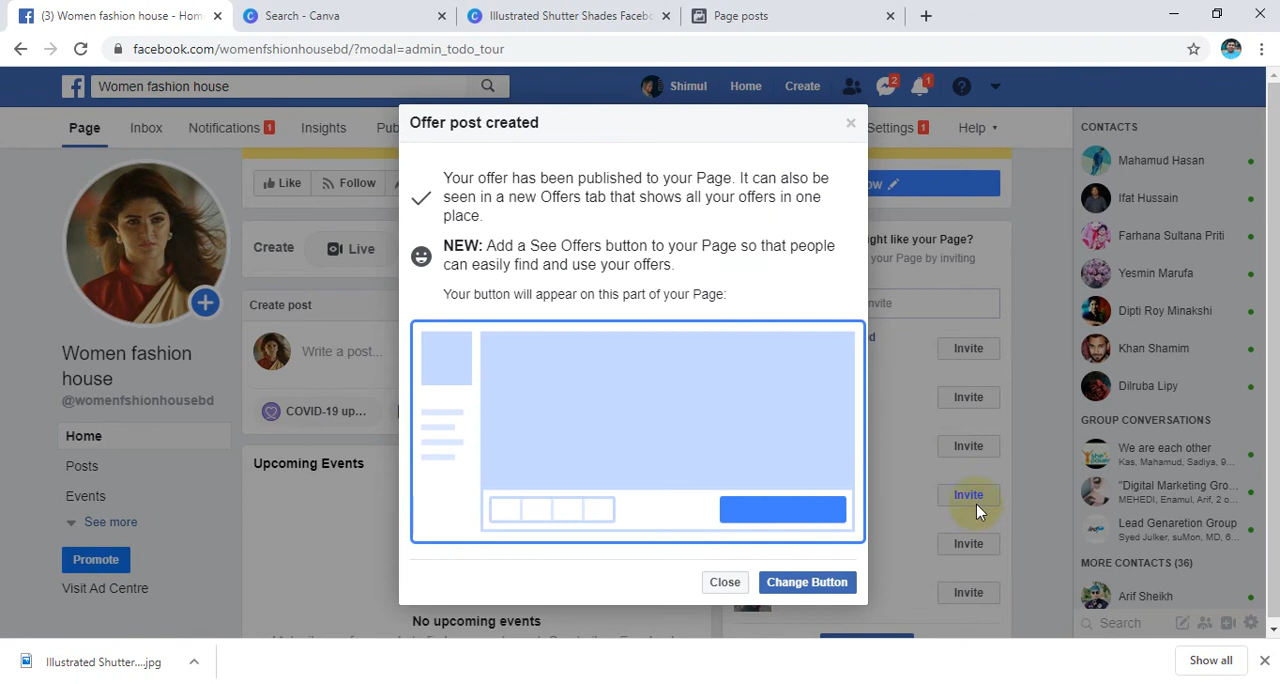 (3) Women fashion house - Hom
Search - Canva
Illustrated Shutter Shades Faceb
Page posts
facebook.com/womenfshionhousebd/?modal=admin_todo_tour
Women fashion house
Shimul
Home
Create
2
1
Page
Inbox
Notifications 1
Insights
Pub
Settings 1
Help
Offer post created
Your offer has been published to your Page. It can also be
seen in a new Offers tab that shows all your offers in one
place.
NEW: Add a See Offers button to your Page so that people
can easily find and use your offers.
Your button will appear on this part of your Page:
Close
Change Button
Like
Follow
Create
Live
Create post
Write a post...
COVID-19 up...
Upcoming Events
No upcoming events
Women fashion
house
@womenfshionhousebd
Home
Posts
Events
See more
Promote
Visit Ad Centre
ow
ght like your Page?
your Page by inviting
nvite
d
Invite
Invite
Invite
Invite
Invite
Invite
CONTACTS
Mahamud Hasan
Ifat Hussain
Farhana Sultana Priti
Yesmin Marufa
Dipti Roy Minakshi
Khan Shamim
Dilruba Lipy
GROUP CONVERSATIONS
We are each other
Kas, Mahamud, Sadiya, 9...
"Digital Marketing Gro...
MEHEDI, Enamul, Arif, 2 o...
Lead Genaretion Group
Syed Julker, suMon, MD, 6...
MORE CONTACTS (36)
Arif Sheikh
Search
Illustrated Shutter....jpg
Show all